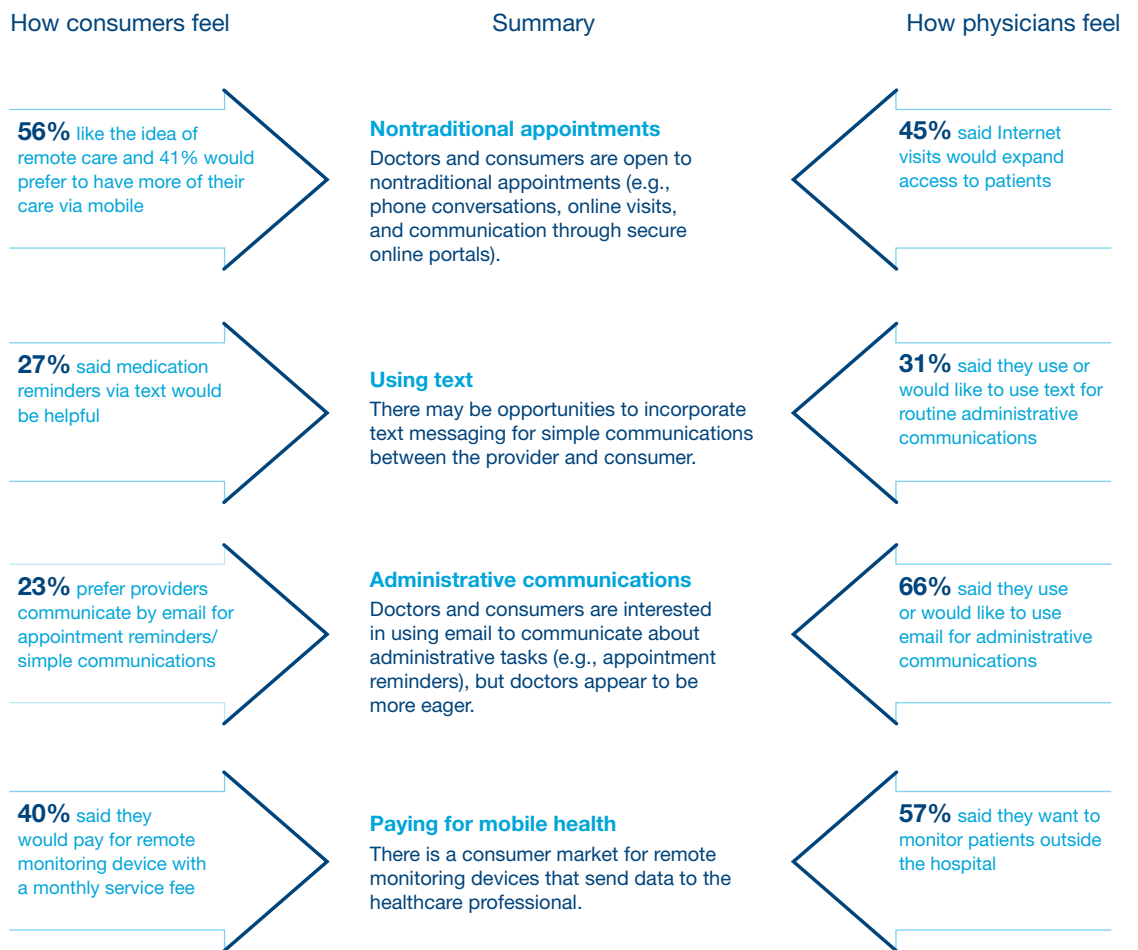 How consumers feel
Summary
How physicians feel
56% like the idea of
remote care and 41% would
prefer to have more of their
care via mobile
Nontraditional appointments
Doctors and consumers are open to
nontraditional appointments (e.g.,
phone conversations, online visits,
and communication through secure
online portals).
45% said Internet
visits would expand
access to patients
27% said medication
reminders via text would
be helpful
Using text
There may be opportunities to incorporate
text messaging for simple communications
between the provider and consumer.
31% said they use or
would like to use text for
routine administrative
communications
23% prefer providers
communicate by email for
appointment reminders/
simple communications
Administrative communications
Doctors and consumers are interested
in using email to communicate about
administrative tasks (e.g., appointment
reminders), but doctors appear to be
more eager.
66% said they use
or would like to use
email for administrative
communications
40% said they
would pay for remote
monitoring device with
a monthly service fee
Paying for mobile health
There is a consumer market for remote
monitoring devices that send data to the
healthcare professional.
57% said they want to
monitor patients outside
the hospital